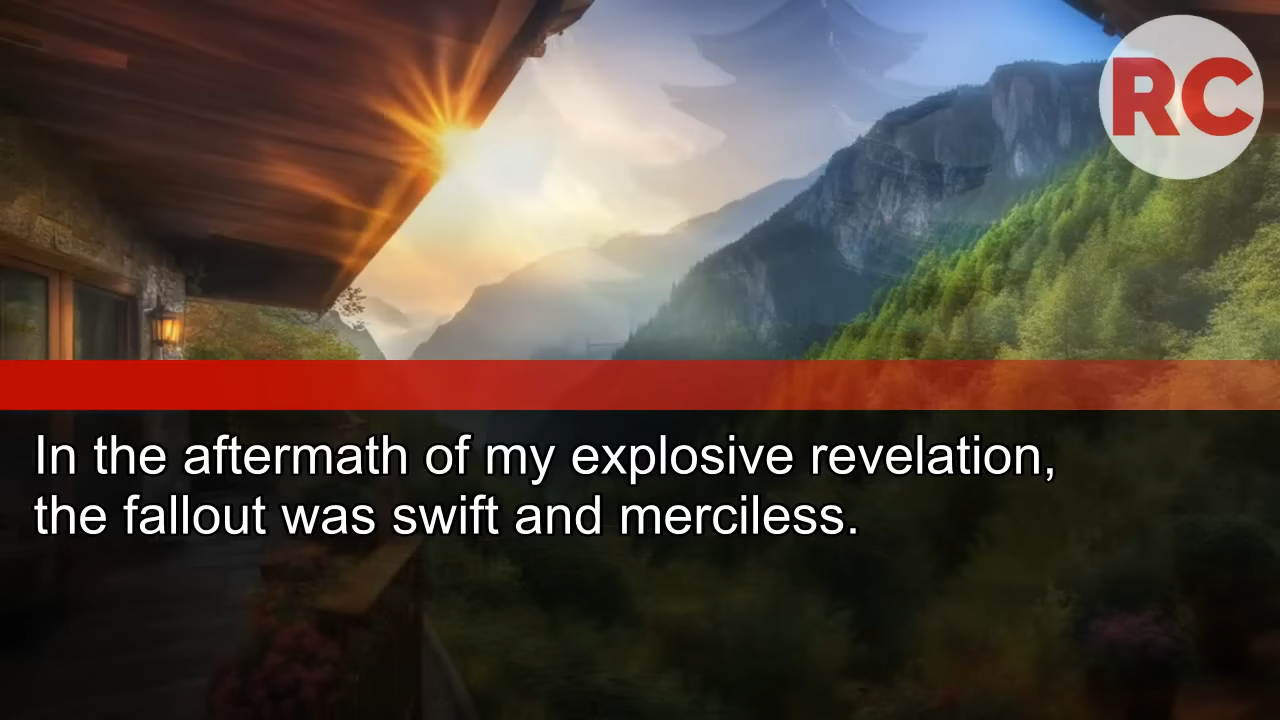 RC
In the aftermath of my explosive revelation,
the fallout was swift and merciless.